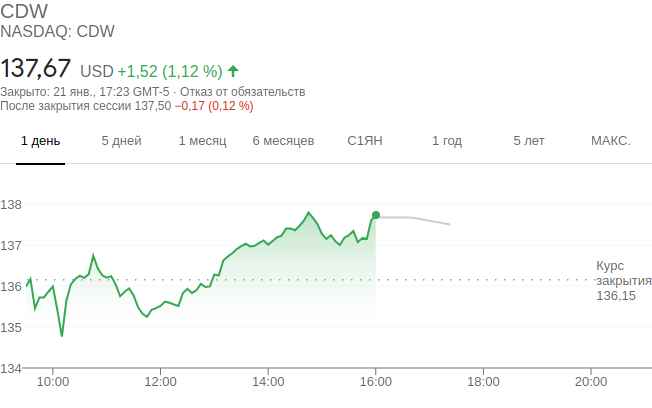 CDW
NASDAQ: CDW
137,67 USD +1,52 (1,12 %)
Закрыто: 21 янв., 17:23 GMT-5 · Отказ от обязательств
После закрытия сессии 137,50 −0,17 (0,12 %)
1 день 5 дней 1 месяц 6 месяцев С1ЯН 1 год 5 лет МАКС.
138
137
Курс
закрытия
136,15
136
135
134
10:00 12:00 14:00 16:00 18:00 20:00